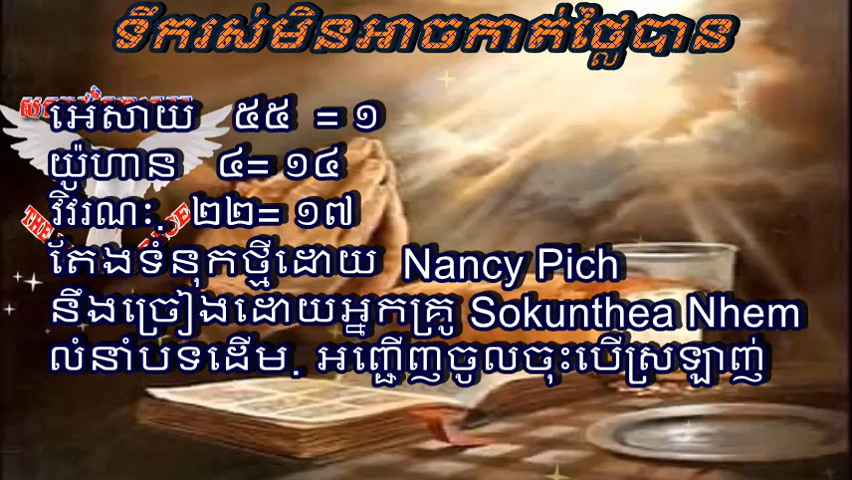 ទឹករស់មិនអាចកាត់ថ្លៃបាន
អេសាយ ៥៥ = ១
យ៉ូហាន ៤= ១៤
វិវរណៈ. ២២= ១៧
តែងទំនុកថ្មីដោយ Nancy Pich
នឹងច្រៀងដោយអ្នកគ្រូ Sokunthea Nhem
លំនាំបទដើម. អញ្ជើញចូលចុះបើស្រឡាញ់